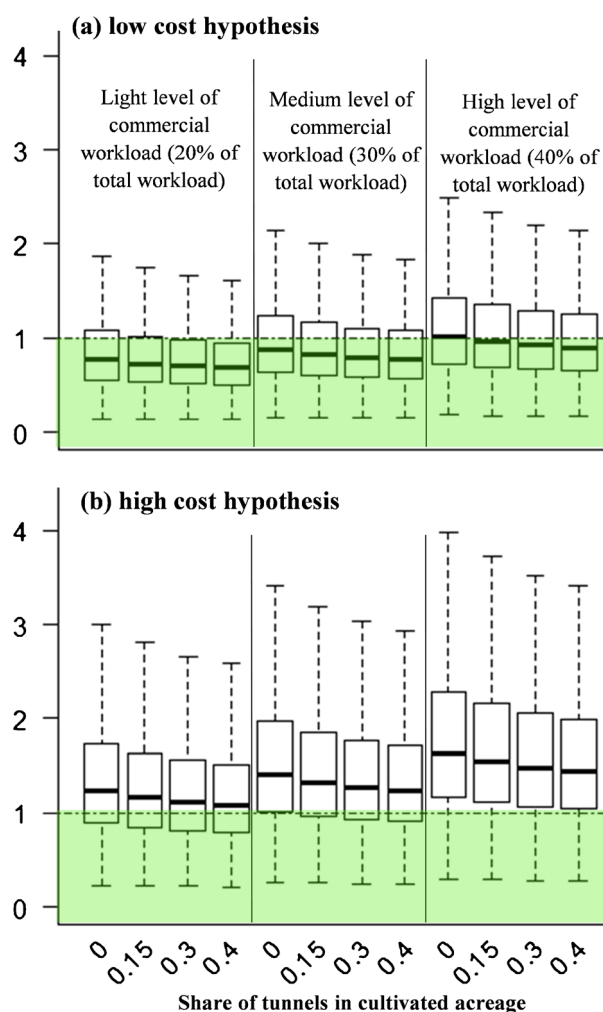 (a) low cost hypothesis
4
3
2
1
0
Light level of
commercial
workload (20% of
total workload)
Medium level of
commercial
workload (30% of
total workload)
High level of
commercial
workload (40% of
total workload)
(b) high cost hypothesis
4
3
2
1
0
0 0.15 0.3 0.4 0 0.15 0.3 0.4 0 0.15 0.3 0.4
Share of tunnels in cultivated acreage